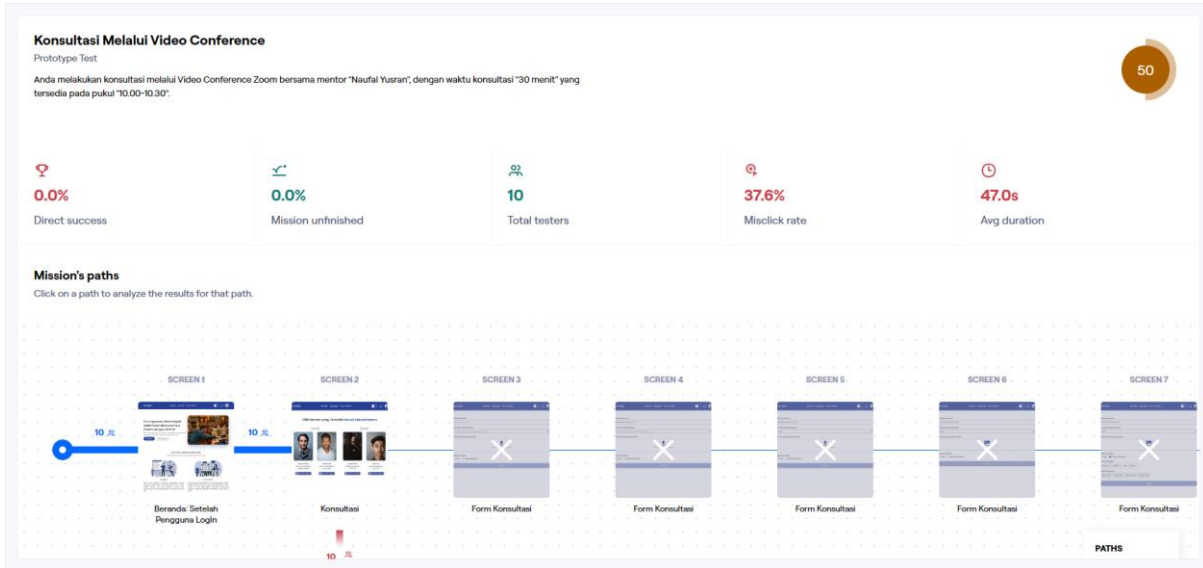 Konsultasi Melalui Video Conference
Prototype Test
Anda melakukan konsultasi melalui Video Conference Zoom bersama mentor "Naufal Yusran", dengan waktu konsultasi "30 menit" yang
tersedia pada pukul "10.00-10.30".
50
0.0%
Direct success
0.0%
Mission unfinished
10
Total testers
37.6%
Misclick rate
47.0s
Avg duration
Mission's paths
Click on a path to analyze the results for that path.
SCREEN 1
SCREEN 2
SCREEN 3
SCREEN 4
SCREEN 5
SCREEN 6
SCREEN 7
10
10
Beranda: Setelah
Pengguna LogIn
Konsultasi
Form Konsultasi
Form Konsultasi
Form Konsultasi
Form Konsultasi
Form Konsultasi
10
PATHS